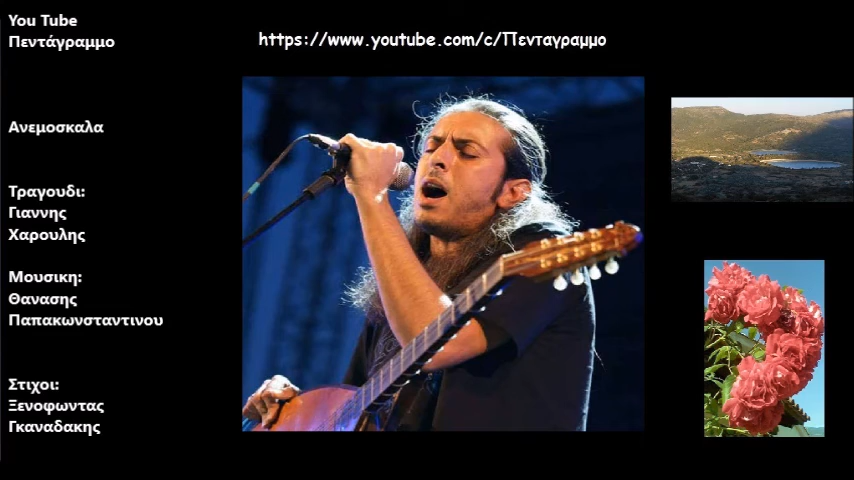 You Tube
Πεντάγραμμο
https://www.youtube.com/c/Πενταγραμμο
Ανεμοσκαλα
Τραγουδι:
Γιαννης
Χαρουλης
Μουσικη:
Θανασης
Παπακωνσταντινου
Στιχοι:
Ξενοφωντας
Γκαναδακης